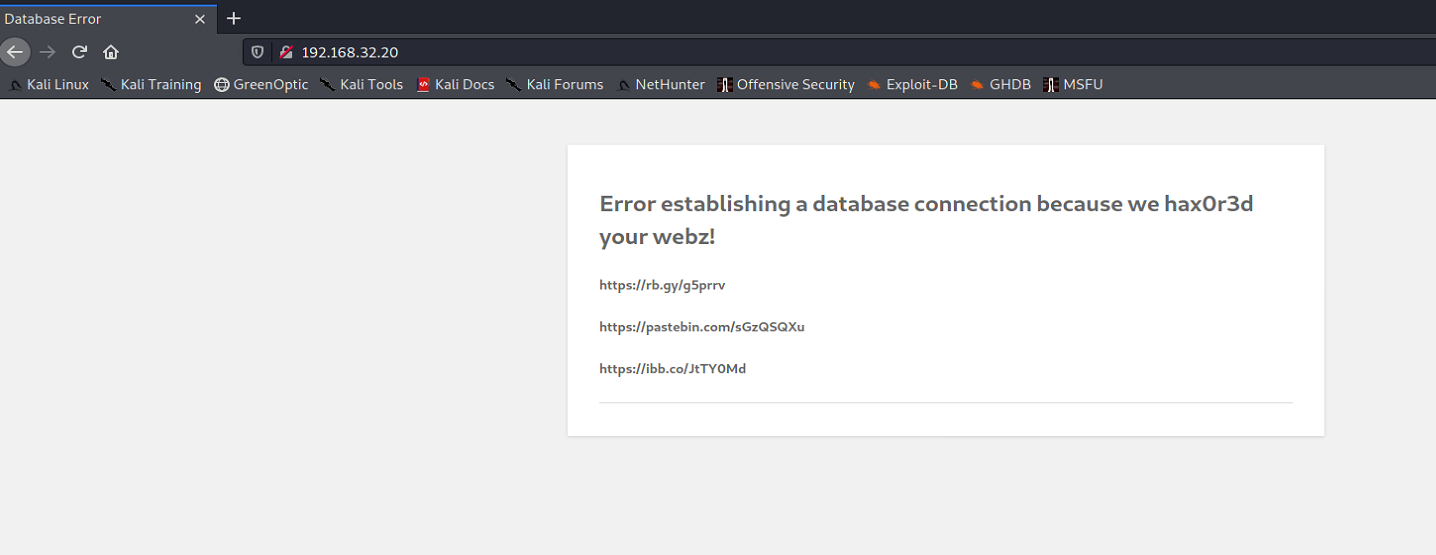 Database Error
192.168.32.20
Kali Linux Kali Training GreenOptic Kali Tools Kali Docs Kali Forums NetHunter Offensive Security Exploit-DB GHDB MSFU
Error establishing a database connection because we hax0r3d
your webz!
https://rb.gy/g5prrv
https://pastebin.com/sGzQSQXu
https://ibb.co/JtTY0Md